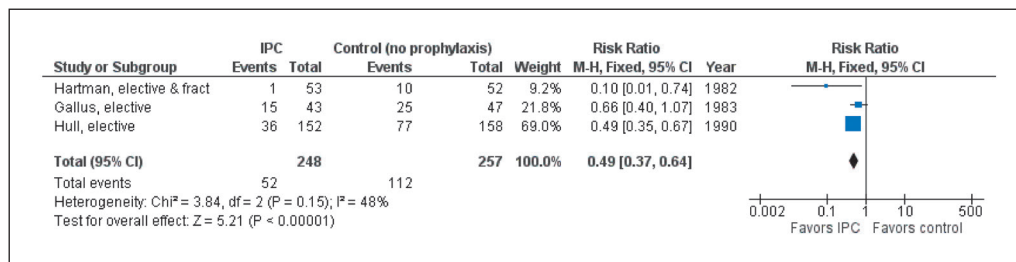 IPC Control (no prophylaxis) Risk Ratio Risk Ratio
Study or Subgroup Events Total Events Total Weight M-H, Fixed, 95% CI Year M-H, Fixed, 95% CI
Hartman, elective & fract 1 53 10 52 9.2% 0.10 [0.01, 0.74] 1982
Gallus, elective 15 43 25 47 21.8% 0.66 [0.40, 1.07] 1983
Hull, elective 36 152 77 158 69.0% 0.49 [0.35, 0.67] 1990
Total (95% CI) 248 257 100.0% 0.49 [0.37, 0.64]
Total events 52 112
Heterogeneity: Chi² = 3.84, df = 2 (P = 0.15); I² = 48%
Test for overall effect: Z = 5.21 (P < 0.00001)
0.002 0.1 1 10 500
Favors IPC Favors control